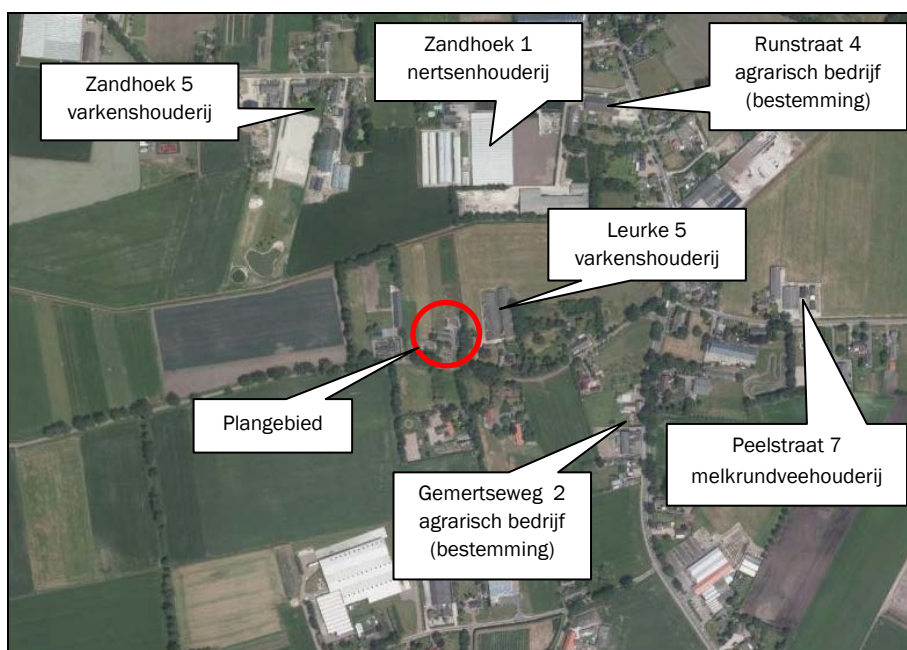 Zandhoek 5
varkenshouderij
Zandhoek 1
nertsenhouderij
Runstraat 4
agrarisch bedrijf
(bestemming)
Leurke 5
varkenshouderij
Plangebied
Gemertseweg 2
agrarisch bedrijf
(bestemming)
Peelstraat 7
melkrundveehouderij